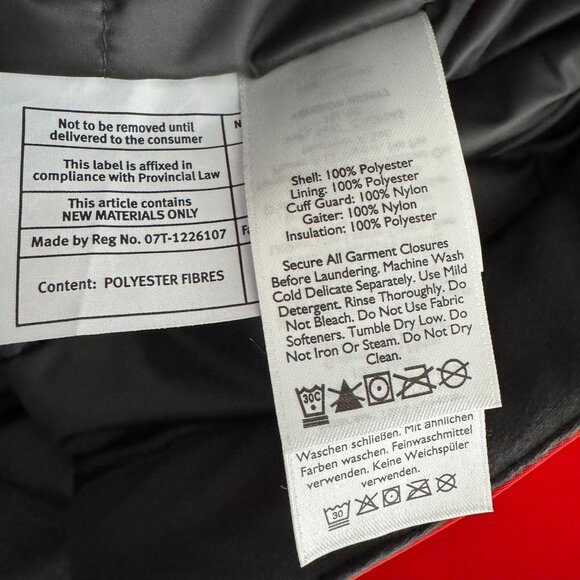 Not to be removed until
delivered to the consumer
This label is affixed in
compliance with Provincial Law
This article contains
NEW MATERIALS ONLY
Made by Reg No. 07T-1226107
Content: POLYESTER FIBRES
Shell: 100% Polyester
Lining: 100% Polyester
Cuff Guard: 100% Nylon
Gaiter: 100% Nylon
Insulation: 100% Polyester
Secure All Garment Closures
Before Laundering. Machine Wash
Cold Delicate Separately. Use Mild
Detergent. Rinse Thoroughly. Do
Not Bleach. Do Not Use Fabric
Softeners. Tumble Dry Low. Do
Not Iron Or Steam. Do Not Dry
Clean.
30C
Waschen schließen. Mit ähnlichen
Farben waschen. Feinwaschmittel
verwenden. Keine Weichspüler
verwenden.
30